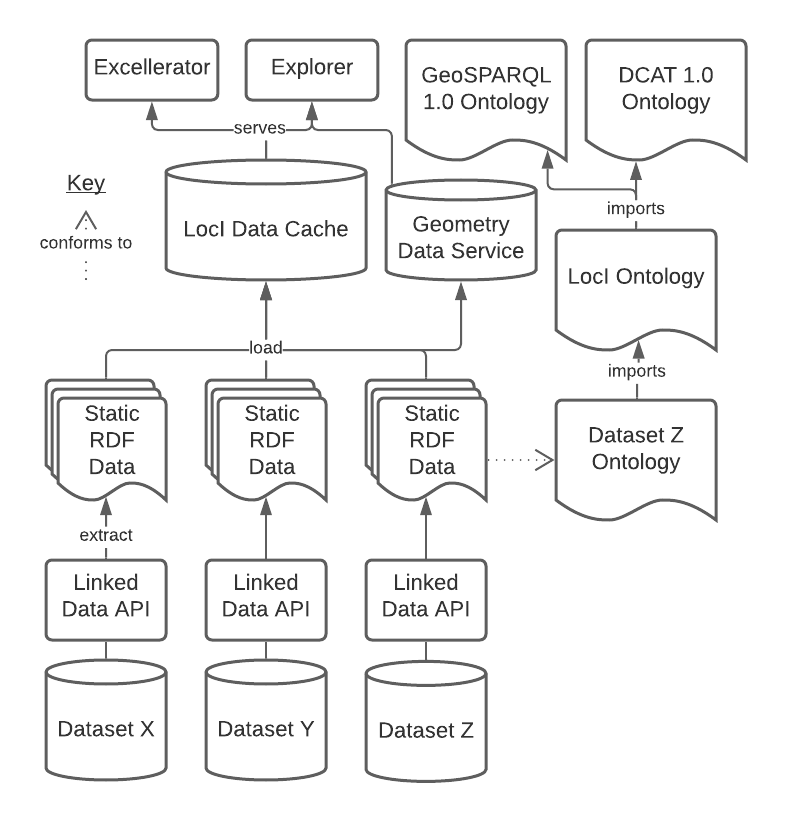 Excellerator
Explorer
GeoSPARQL
1.0 Ontology
DCAT 1.0
Ontology
serves
Key
conforms to
LocI Data Cache
Geometry
Data Service
imports
LocI Ontology
load
imports
Static
RDF
Data
Static
RDF
Data
Static
RDF
Data
Dataset Z
Ontology
extract
Linked
Data API
Linked
Data API
Linked
Data API
Dataset X
Dataset Y
Dataset Z